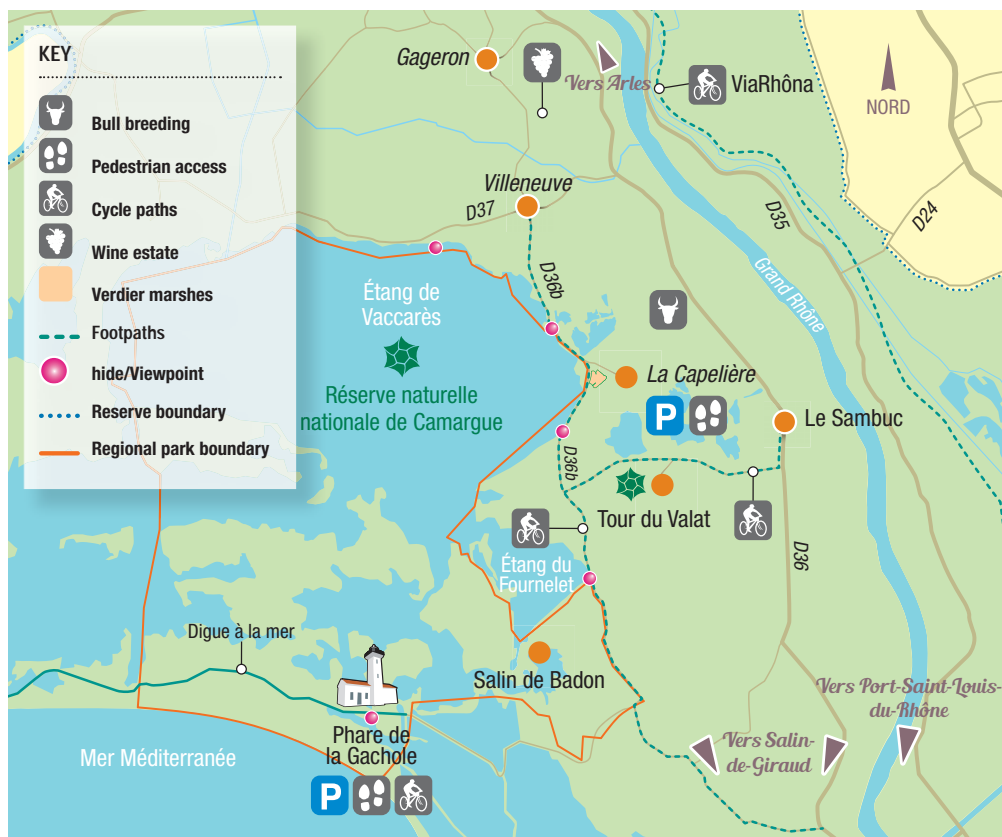 KEY
Bull breeding
Pedestrian access
Cycle paths
Wine estate
Verdier marshes
Footpaths
hide/Viewpoint
Reserve boundary
Regional park boundary
Gageron
Vers Arles
ViaRhôna
NORD
Villeneuve
D37
D35
D24
D36b
Grand Rhône
Étang de
Vaccarès
Réserve naturelle
nationale de Camargue
La Capelière
P
Le Sambuc
D36b
Tour du Valat
D36
Étang du
Fournelet
Digue à la mer
Salin de Badon
Vers Port-Saint-Louis-
du-Rhône
Vers Salin-
de-Giraud
Phare de
la Gachole
Mer Méditerranée
P